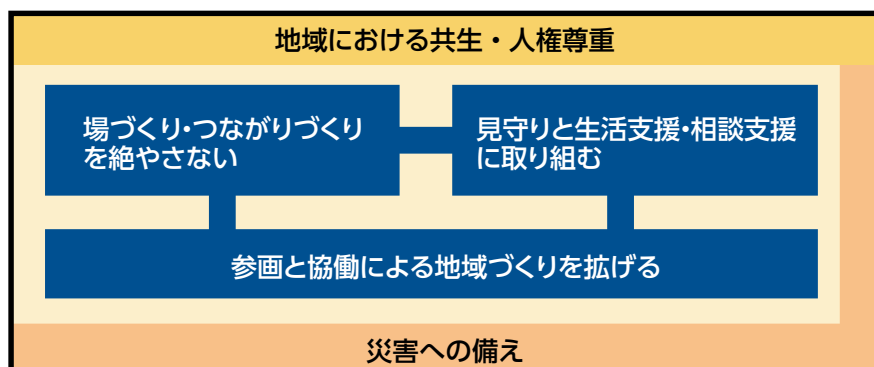 地域における共生・人権尊重
場づくり・つながりづくり
を絶やさない
見守りと生活支援・相談支援
に取り組む
参画と協働による地域づくりを拡げる
災害への備え